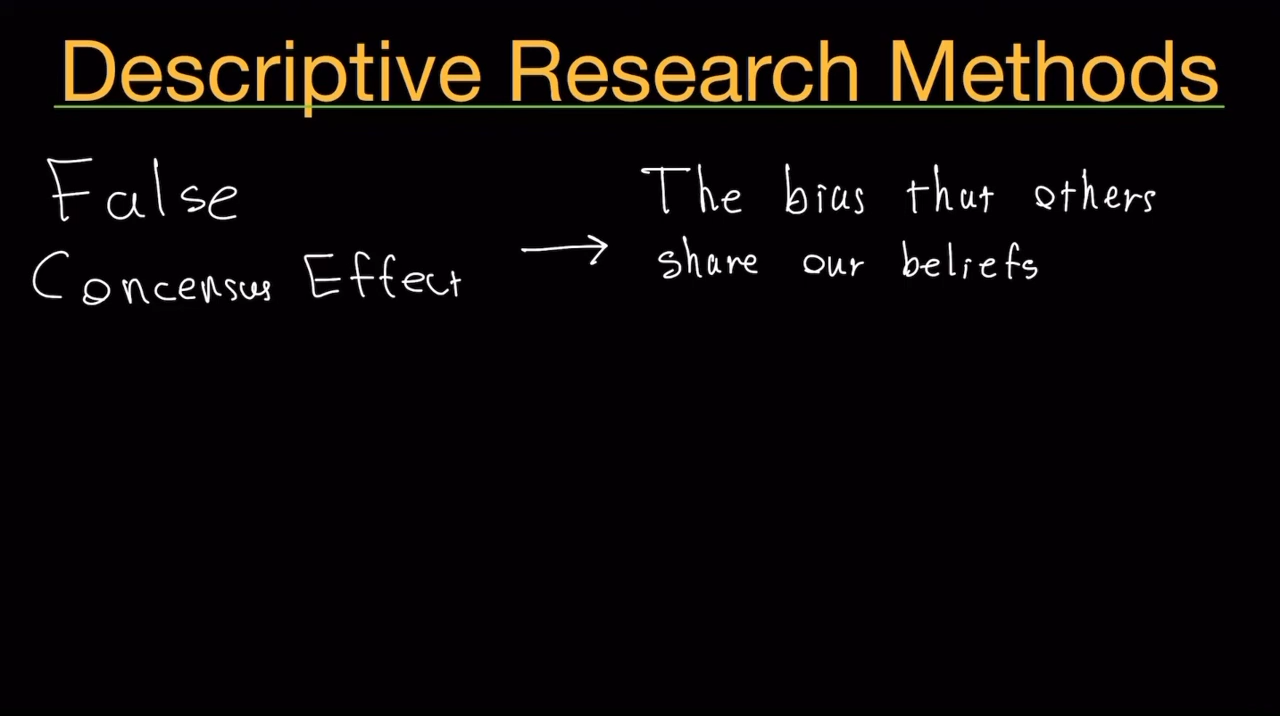 Descriptive Research Methods
False
Concensus Effect
→ The bias that others
share our beliefs